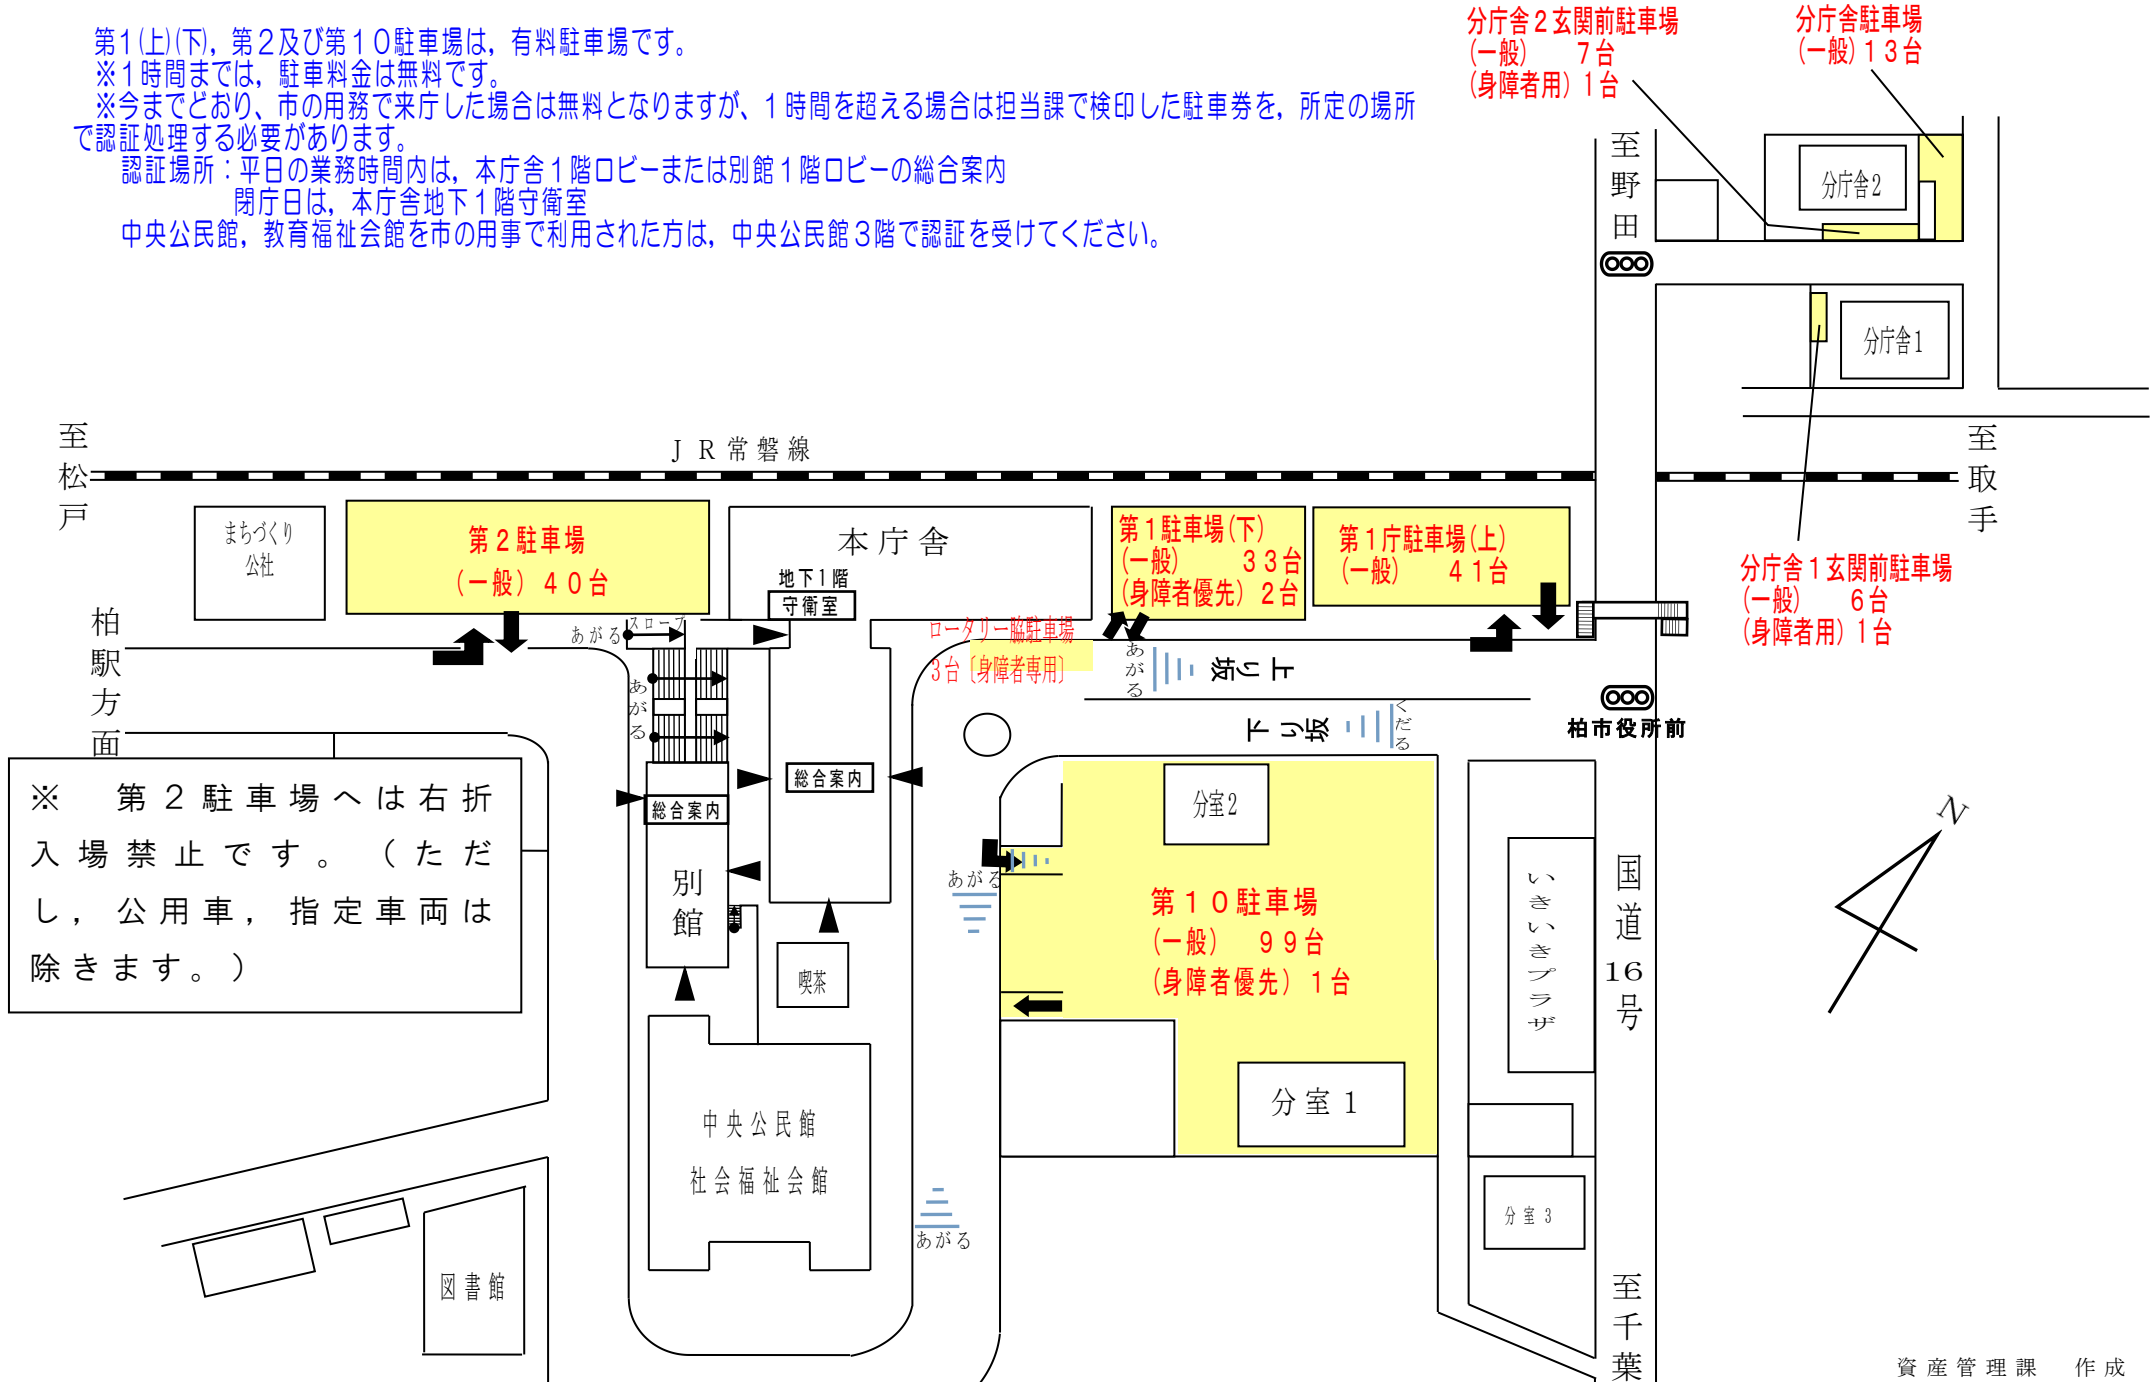 第1(上)(下),第2及び第10駐車場は,有料駐車場です。
※1時間までは,駐車料金は無料です。
※今までどおり、市の用務で来庁した場合は無料となりますが、1時間を超える場合は担当課で検印した駐車券を,所定の場所
で認証処理する必要があります。
認証場所:平日の業務時間内は,本庁舎1階ロビーまたは別館1階ロビーの総合案内
閉庁日は,本庁舎地下1階守衛室
中央公民館,教育福祉会館を市の用事で利用された方は,中央公民館3階で認証を受けてください。
分庁舎2玄関前駐車場
(一般) 7台
(身障者用)1台
分庁舎駐車場
(一般)13台
至野田
分庁舎2
分庁舎1
至松戸
JR常磐線
至取手
まちづくり
公社
第2駐車場
(一般)40台
本庁舎
地下1階
守衛室
第1駐車場(下)
(一般) 33台
(身障者優先)2台
第1庁駐車場(上)
(一般) 41台
分庁舎1玄関前駐車場
(一般) 6台
(身障者用)1台
柏駅方面
あがる
スロープ
ロータリー脇駐車場
3台〔身障者専用〕
あがる
上り坂
あがる
下り坂
くだる
柏市役所前
※ 第2駐車場へは右折
入場禁止です。(ただ
し,公用車,指定車両は
除きます。)
総合案内
総合案内
別館
分室2
N
あがる
第10駐車場
(一般) 99台
(身障者優先)1台
いきいきプラザ
国道16号
喫茶
分室1
中央公民館
社会福祉会館
あがる
分室3
図書館
至千葉
資産管理課 作成